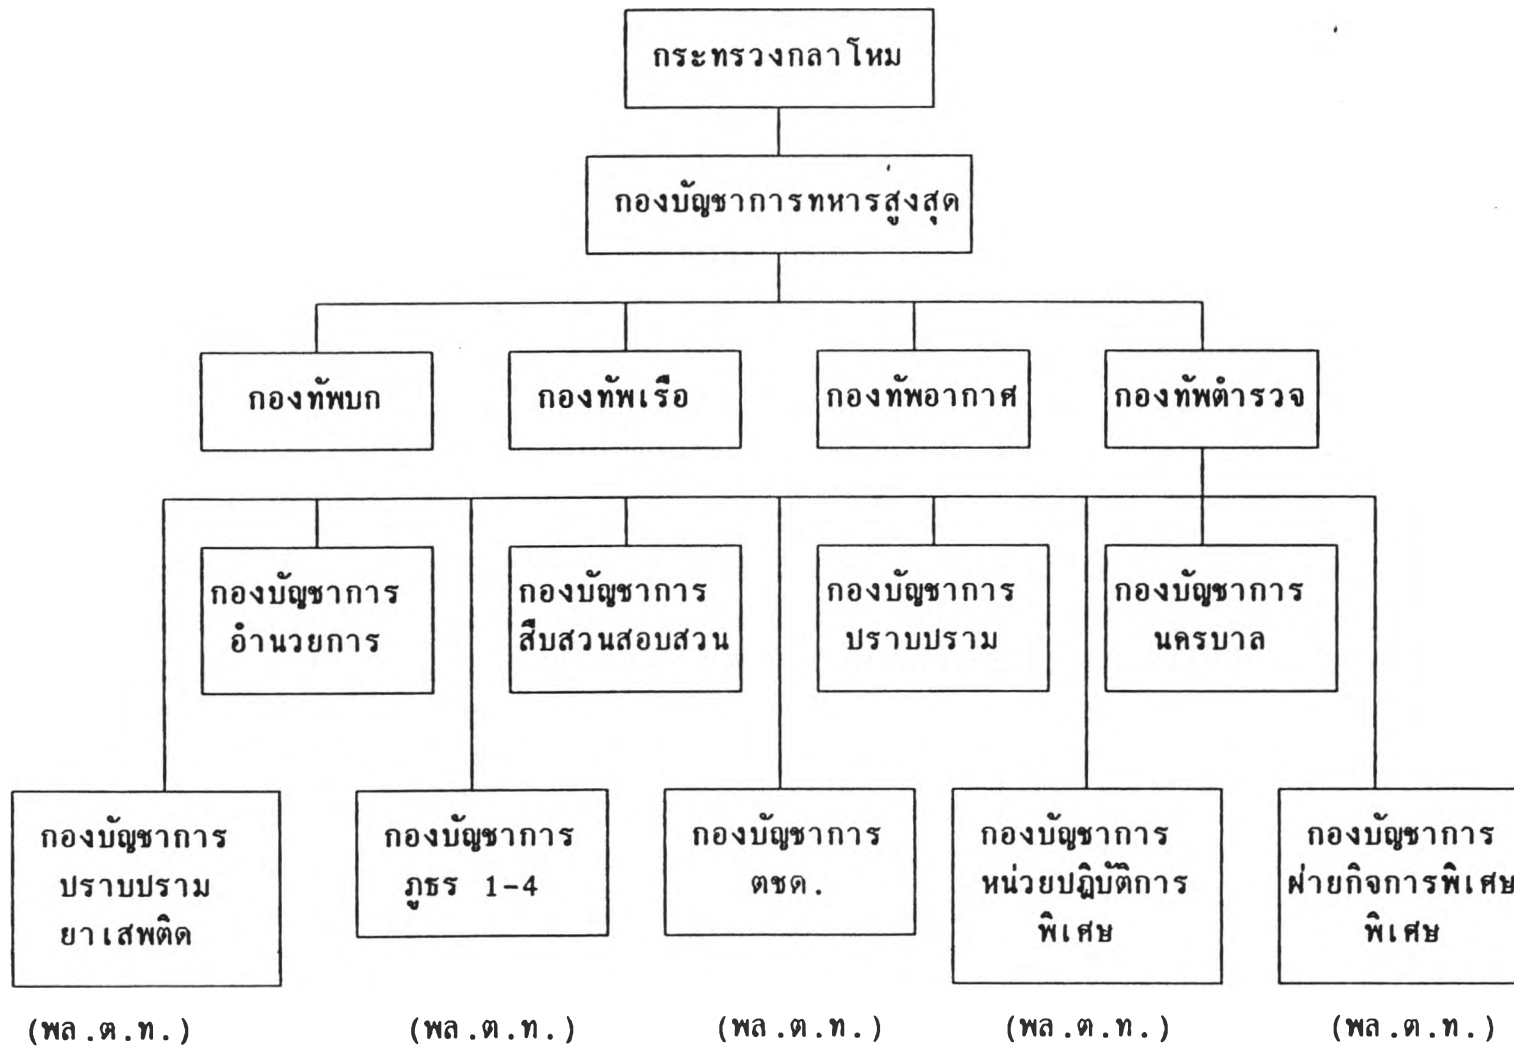 กระทรวงกลาโหม
กองบัญชาการทหารสูงสุด
กองทัพบก
กองทัพเรือ
กองทัพอากาศ
กองทัพตำรวจ
กองบัญชาการ
อำนวยการ
กองบัญชาการ
สืบสวนสอบสวน
กองบัญชาการ
ปราบปราม
กองบัญชาการ
นครบาล
กองบัญชาการ
ปราบปราม
ยาเสพติด
กองบัญชาการ
ภูธร 1-4
กองบัญชาการ
ตชด.
กองบัญชาการ
หน่วยปฏิบัติการ
พิเศษ
กองบัญชาการ
ฝ่ายกิจการพิเศษ
พิเศษ
(พล.ต.ท.)
(พล.ต.ท.)
(พล.ต.ท.)
(พล.ต.ท.)
(พล.ต.ท.)